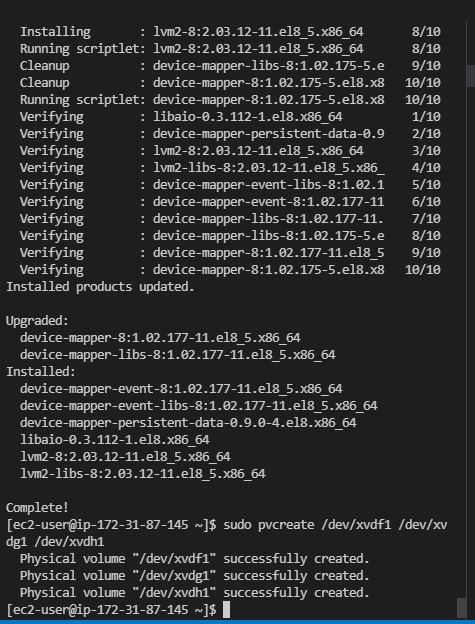 Installing       : lvm2-8:2.03.12-11.el8_5.x86_64       8/10
Running scriptlet: lvm2-8:2.03.12-11.el8_5.x86_64       8/10
Cleanup          : device-mapper-libs-8:1.02.175-5.e    9/10
Cleanup          : device-mapper-8:1.02.175-5.el8.x8   10/10
Running scriptlet: device-mapper-8:1.02.175-5.el8.x8   10/10
Verifying        : libaio-0.3.112-1.el8.x86_64          1/10
Verifying        : device-mapper-persistent-data-0.9    2/10
Verifying        : lvm2-8:2.03.12-11.el8_5.x86_64       3/10
Verifying        : lvm2-libs-8:2.03.12-11.el8_5.x86_    4/10
Verifying        : device-mapper-event-libs-8:1.02.1    5/10
Verifying        : device-mapper-event-8:1.02.177-11    6/10
Verifying        : device-mapper-libs-8:1.02.177-11.    7/10
Verifying        : device-mapper-libs-8:1.02.175-5.e    8/10
Verifying        : device-mapper-8:1.02.177-11.el8_5    9/10
Verifying        : device-mapper-8:1.02.175-5.el8.x8   10/10
Installed products updated.
Upgraded:
device-mapper-8:1.02.177-11.el8_5.x86_64
device-mapper-libs-8:1.02.177-11.el8_5.x86_64
Installed:
device-mapper-event-8:1.02.177-11.el8_5.x86_64
device-mapper-event-libs-8:1.02.177-11.el8_5.x86_64
device-mapper-persistent-data-0.9.0-4.el8.x86_64
libaio-0.3.112-1.el8.x86_64
lvm2-8:2.03.12-11.el8_5.x86_64
lvm2-libs-8:2.03.12-11.el8_5.x86_64
Complete!
[ec2-user@ip-172-31-87-145 ~]$ sudo pvcreate /dev/xvdf1 /dev/xv
dg1 /dev/xvdh1
Physical volume "/dev/xvdf1" successfully created.
Physical volume "/dev/xvdg1" successfully created.
Physical volume "/dev/xvdh1" successfully created.
[ec2-user@ip-172-31-87-145 ~]$